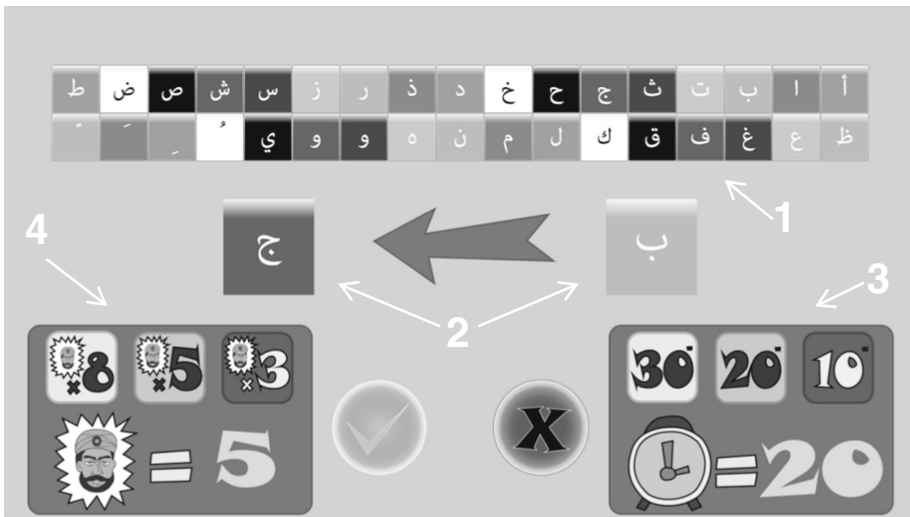 أ ا ب ت ث ج ح خ د ذ ر ز س ش ص ض ط
ظ ع غ ف ق ك ل م ن ه و و ي ُ ِ َ
1
ب ج
2
3
4
×8 ×5 ×3
30" 20" 10"
= 5
X
= 20